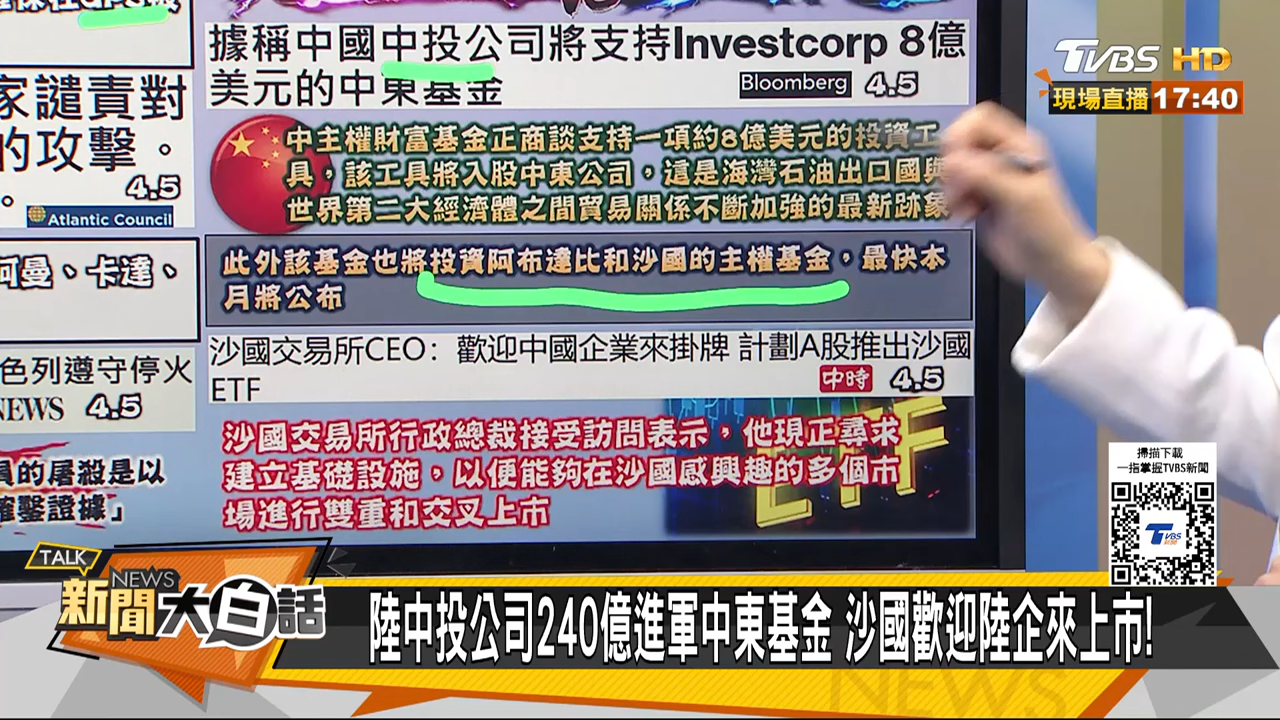 家譴責對
的攻擊。
4.5
Atlantic Council
阿曼、卡達、
色列遵守停火
NEWS 4.5
的屠殺是以
確鑿證據」
據稱中國中投公司將支持Investcorp 8億
美元的中東基金
Bloomberg 4.5
中主權財富基金正商談支持一項約8億美元的投資工
具，該工具將入股中東公司，這是海灣石油出口國與
世界第二大經濟體之間貿易關係不斷加強的最新跡象
此外該基金也將投資阿布達比和沙國的主權基金，最快本
月將公布
沙國交易所CEO：歡迎中國企業來掛牌 計劃A股推出沙國
ETF
中時 4.5
沙國交易所行政總裁接受訪問表示，他現正尋求
建立基礎設施，以便能夠在沙國感興趣的多個市
場進行雙重和交叉上市
ETF
TVBS HD
現場直播 17:40
掃描下載
一指掌握TVBS新聞
TVBS
新聞
TALK
NEWS
新聞大白話
陸中投公司240億進軍中東基金 沙國歡迎陸企來上市!
NEWS